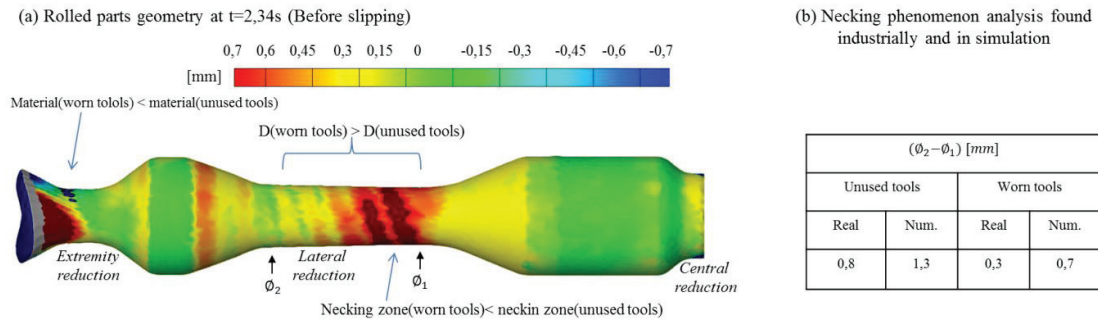 (a) Rolled parts geometry at t=2,34s (Before slipping)
(b) Necking phenomenon analysis found
industrially and in simulation
0,7 0,6 0,45 0.3 0,15 0 -0,15 -0,3 -0,45 -0,6 -0,7
[mm]
Material(worn tolols) < material(unused tools)
D(worn tools) > D(unused tools)
Extremity
reduction
Lateral
reduction
Central
reduction
Ø₂
Ø₁
Necking zone(worn tools)< neckin zone(unused tools)
(Ø₂−Ø₁) [mm]
Unused tools Worn tools
Real Num. Real Num.
0,8 1,3 0,3 0,7